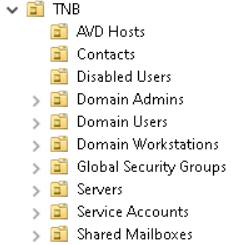 TNB
AVD Hosts
Contacts
Disabled Users
Domain Admins
Domain Users
Domain Workstations
Global Security Groups
Servers
Service Accounts
Shared Mailboxes